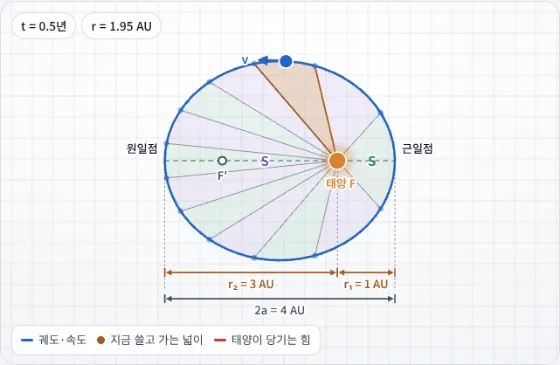 t = 0.5년
r = 1.95 AU
v
원일점
근일점
F'
S
S
태양 F
r₂ = 3 AU
r₁ = 1 AU
2a = 4 AU
궤도·속도
지금 쓸고 가는 넓이
태양이 당기는 힘